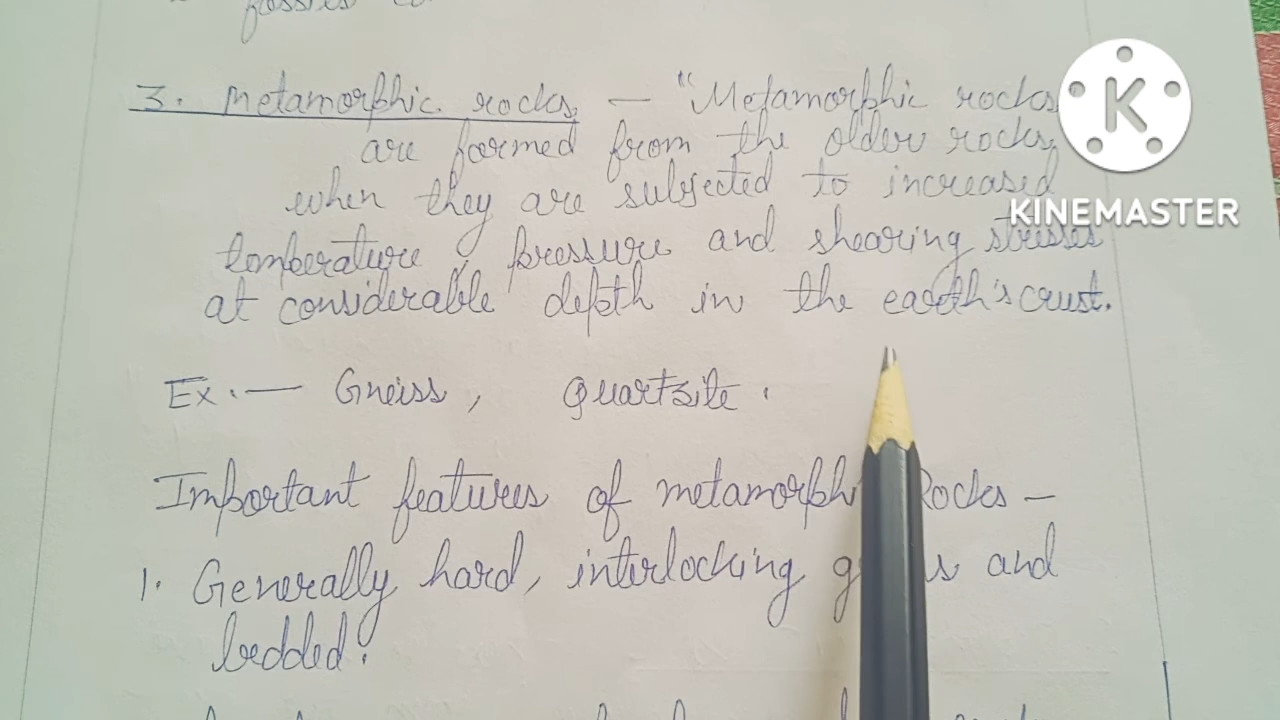 fossils
3. Metamorphic rocks — "Metamorphic rocks
are formed from the older rocks,
when they are subjected to increased
temperature, pressure and shearing stresses
at considerable depth in the earth's crust.
Ex. — Gneiss, Quartzite.
Important features of metamorphi Rocks —
1. Generally hard, interlocking and
bedded.
K
KINEMASTER